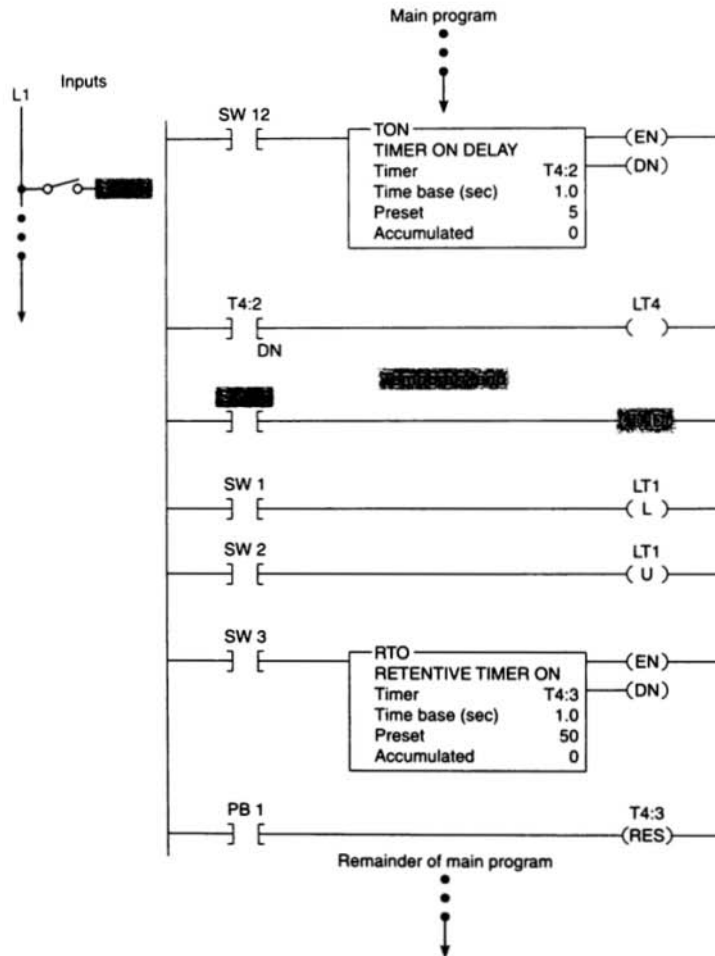 Main program
Inputs
L1
SW 12
TON
TIMER ON DELAY
Timer T4:2
Time base (sec) 1.0
Preset 5
Accumulated 0
(EN)
(DN)
T4:2
DN
LT4
SW 1
LT1
L
SW 2
LT1
U
SW 3
RTO
RETENTIVE TIMER ON
Timer T4:3
Time base (sec) 1.0
Preset 50
Accumulated 0
(EN)
(DN)
PB 1
T4:3
(RES)
Remainder of main program